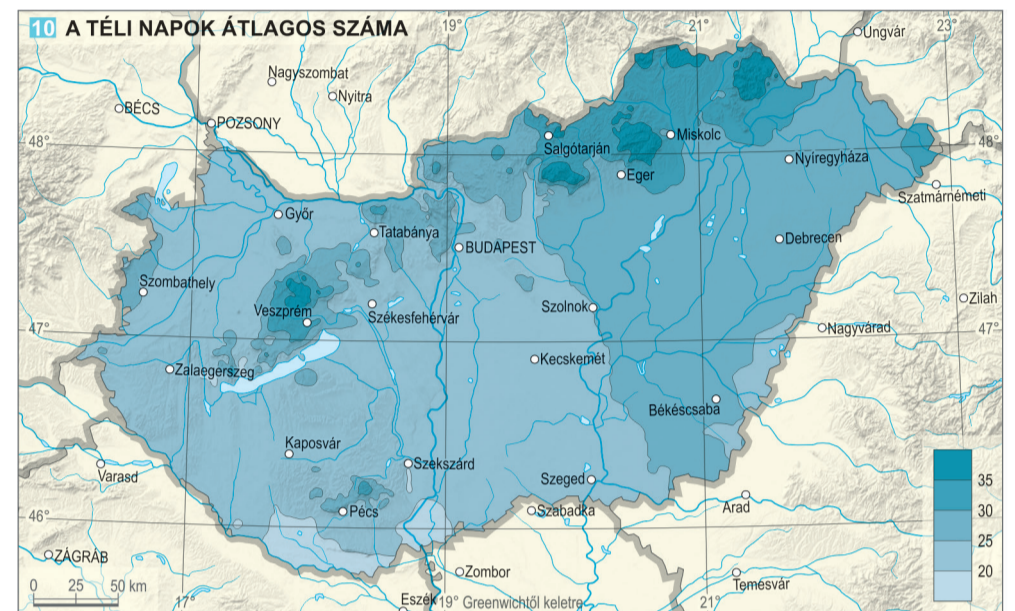 10 A TÉLI NAPOK ÁTLAGOS SZÁMA
19°
21°
23°
Ungvár
Nagyszombat
Nyitra
BÉCS
POZSONY
48°
Salgótarján
Miskolc
48°
Eger
Nyíregyháza
Szatmárnémeti
Győr
Tatabánya
BUDAPEST
Debrecen
Szombathely
Veszprém
Székesfehérvár
Szolnok
Zilah
47°
Nagyvárad
47°
Zalaegerszeg
Kecskemét
Békéscsaba
Kaposvár
Szekszárd
Varasd
Szeged
35
46°
Pécs
Szabadka
Arad
30
46°
25
ZÁGRÁB
20
Zombor
Temesvár
0 25 50 km
17°
Eszék
19° Greenwichtől keletre
21°